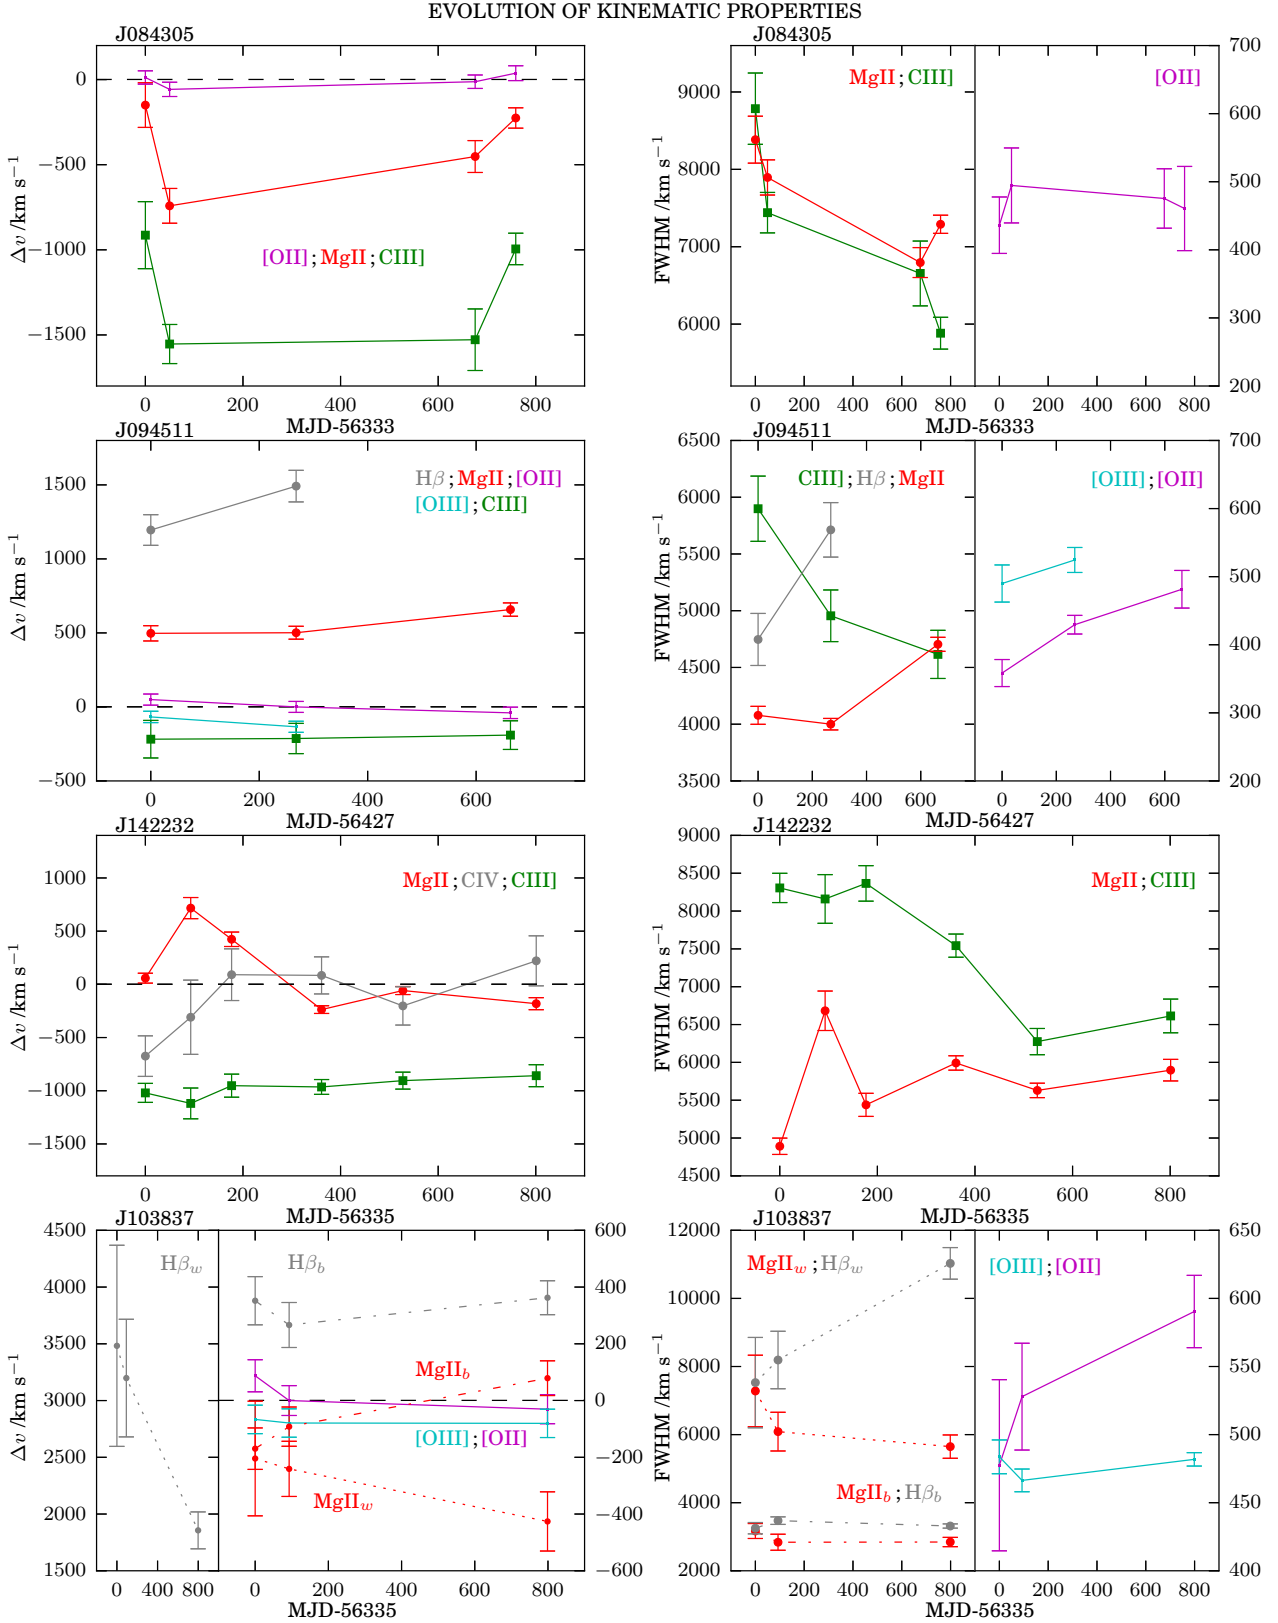 EVOLUTION OF KINEMATIC PROPERTIES
J084305
J084305
0
−500
−1000
−1500
Δv /km s⁻¹
[OII] ; MgII ; CIII]
0 200 400 600 800
MJD-56333
9000
8000
7000
6000
FWHM /km s⁻¹
MgII ; CIII]
[OII]
700
600
500
400
300
200
0 200 400 600 800
0 200 400 600 800
MJD-56333
J094511
1500
1000
500
0
−500
Δv /km s⁻¹
Hβ ; MgII ; [OII]
[OIII] ; CIII]
0 200 400 600
MJD-56427
J094511
6500
6000
5500
5000
4500
4000
3500
FWHM /km s⁻¹
CIII] ; Hβ ; MgII
[OIII] ; [OII]
700
600
500
400
300
200
0 200 400 600
0 200 400 600
MJD-56427
J142232
1000
500
0
−500
−1000
−1500
Δv /km s⁻¹
MgII ; CIV ; CIII]
0 200 400 600 800
MJD-56335
J142232
9000
8500
8000
7500
7000
6500
6000
5500
5000
4500
FWHM /km s⁻¹
MgII ; CIII]
0 200 400 600 800
MJD-56335
J103837
4500
4000
3500
3000
2500
2000
1500
Δv /km s⁻¹
Hβw
Hβb
MgIIb
[OIII] ; [OII]
MgIIw
600
400
200
0
−200
−400
−600
0 400 800
0 200 400 600 800
MJD-56335
J103837
12000
10000
8000
6000
4000
2000
FWHM /km s⁻¹
MgIIw ; Hβw
MgIIb ; Hβb
[OIII] ; [OII]
650
600
550
500
450
400
0 200 400 600 800
0 200 400 600 800
MJD-56335